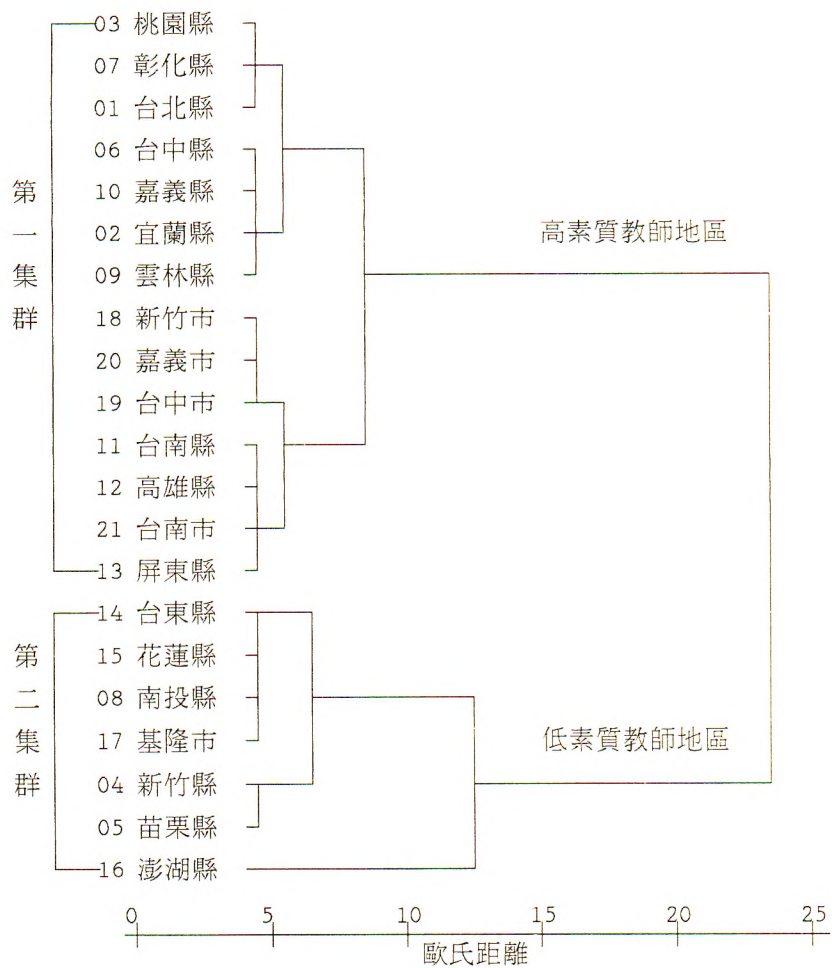 03 桃園縣
07 彰化縣
01 台北縣
06 台中縣
10 嘉義縣
02 宜蘭縣
09 雲林縣
18 新竹市
20 嘉義市
19 台中市
11 台南縣
12 高雄縣
21 台南市
13 屏東縣
第一集群
高素質教師地區
14 台東縣
15 花蓮縣
08 南投縣
17 基隆市
04 新竹縣
05 苗栗縣
16 澎湖縣
第二集群
低素質教師地區
0 5 10 15 20 25
歐氏距離